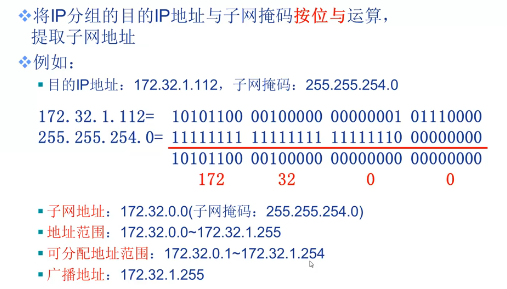 ❖将IP分组的目的IP地址与子网掩码按位与运算，
提取子网地址
❖例如：
▪目的IP地址：172.32.1.112，子网掩码：255.255.254.0
172.32.1.112= 10101100 00100000 00000001 01110000
255.255.254.0= 11111111 11111111 11111110 00000000
10101100 00100000 00000000 00000000
172 32 0 0
▪子网地址：172.32.0.0(子网掩码：255.255.254.0)
▪地址范围：172.32.0.0~172.32.1.255
▪可分配地址范围：172.32.0.1~172.32.1.254
▪广播地址：172.32.1.255